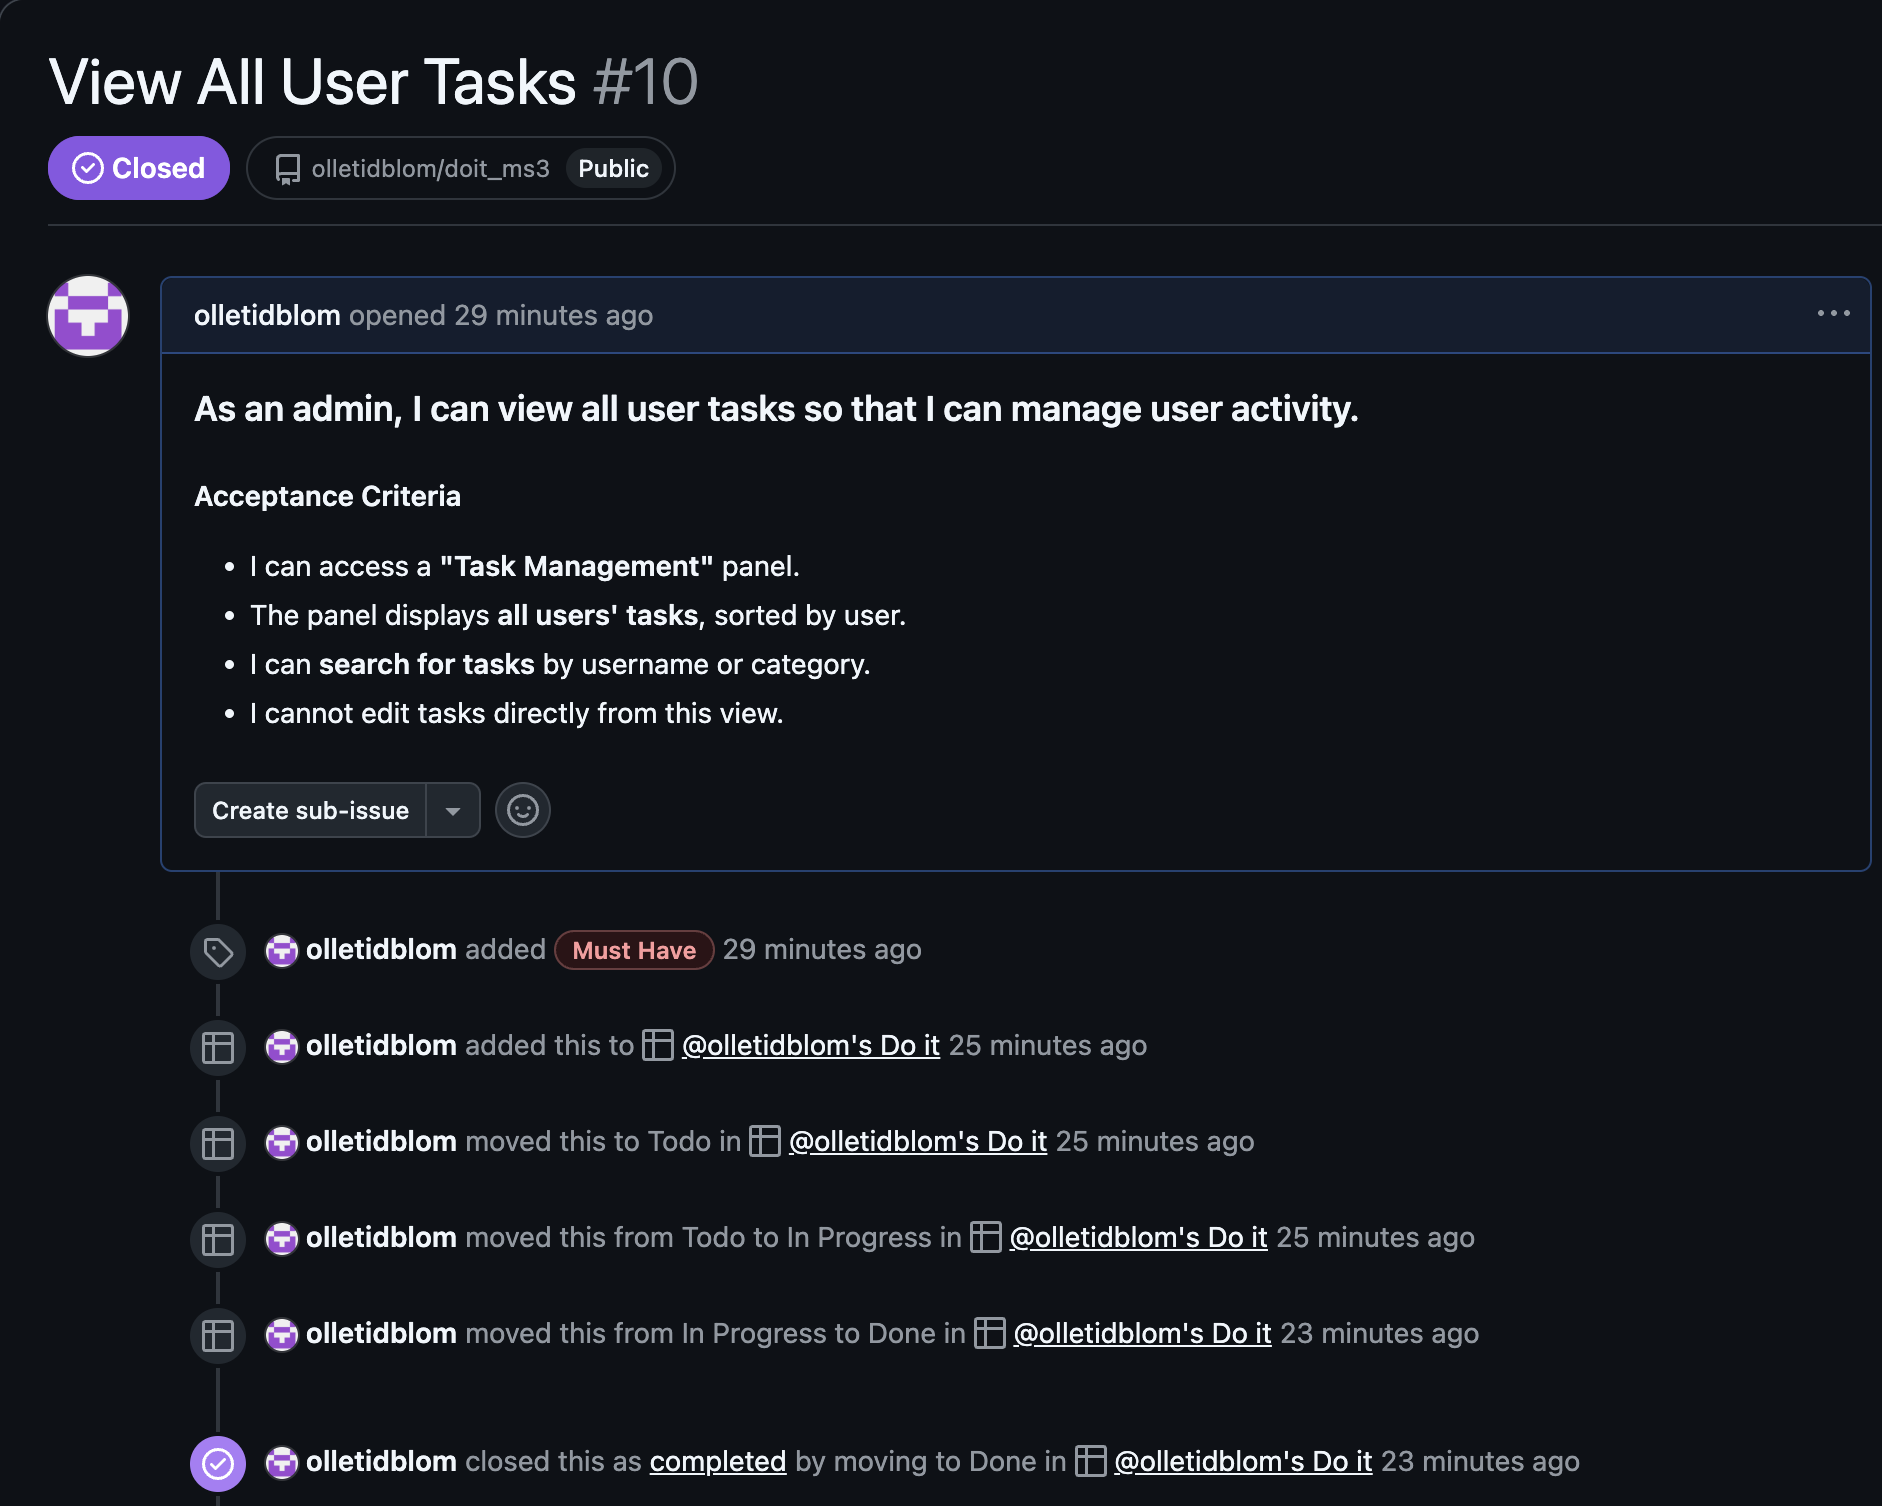 View All User Tasks #10
Closed olletidblom/doit_ms3 Public
olletidblom opened 29 minutes ago
As an admin, I can view all user tasks so that I can manage user activity.
Acceptance Criteria
• I can access a "Task Management" panel.
• The panel displays all users' tasks, sorted by user.
• I can search for tasks by username or category.
• I cannot edit tasks directly from this view.
Create sub-issue
olletidblom added Must Have 29 minutes ago
olletidblom added this to @olletidblom's Do it 25 minutes ago
olletidblom moved this to Todo in @olletidblom's Do it 25 minutes ago
olletidblom moved this from Todo to In Progress in @olletidblom's Do it 25 minutes ago
olletidblom moved this from In Progress to Done in @olletidblom's Do it 23 minutes ago
olletidblom closed this as completed by moving to Done in @olletidblom's Do it 23 minutes ago